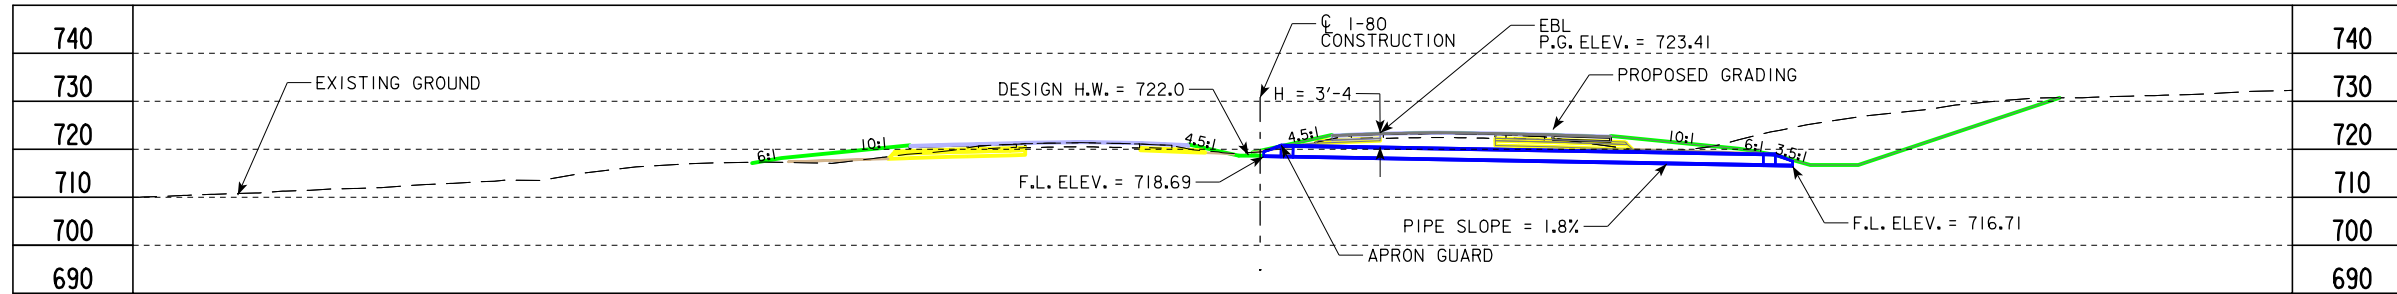 ℄ I-80
CONSTRUCTION
EBL
P.G. ELEV. = 723.41
740
740
EXISTING GROUND
DESIGN H.W. = 722.0
H = 3'-4
PROPOSED GRADING
730
730
6:1
10:1
4.5:1
4.5:1
10:1
6:1
3.5:1
720
720
F.L. ELEV. = 718.69
710
710
PIPE SLOPE = 1.8%
F.L. ELEV. = 716.71
700
700
APRON GUARD
690
690